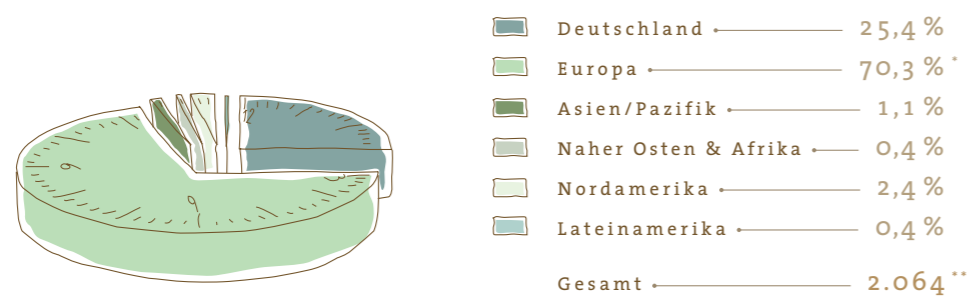 Deutschland 25,4 %
Europa 70,3 % *
Asien/Pazifik 1,1 %
Naher Osten & Afrika 0,4 %
Nordamerika 2,4 %
Lateinamerika 0,4 %
Gesamt 2.064 **